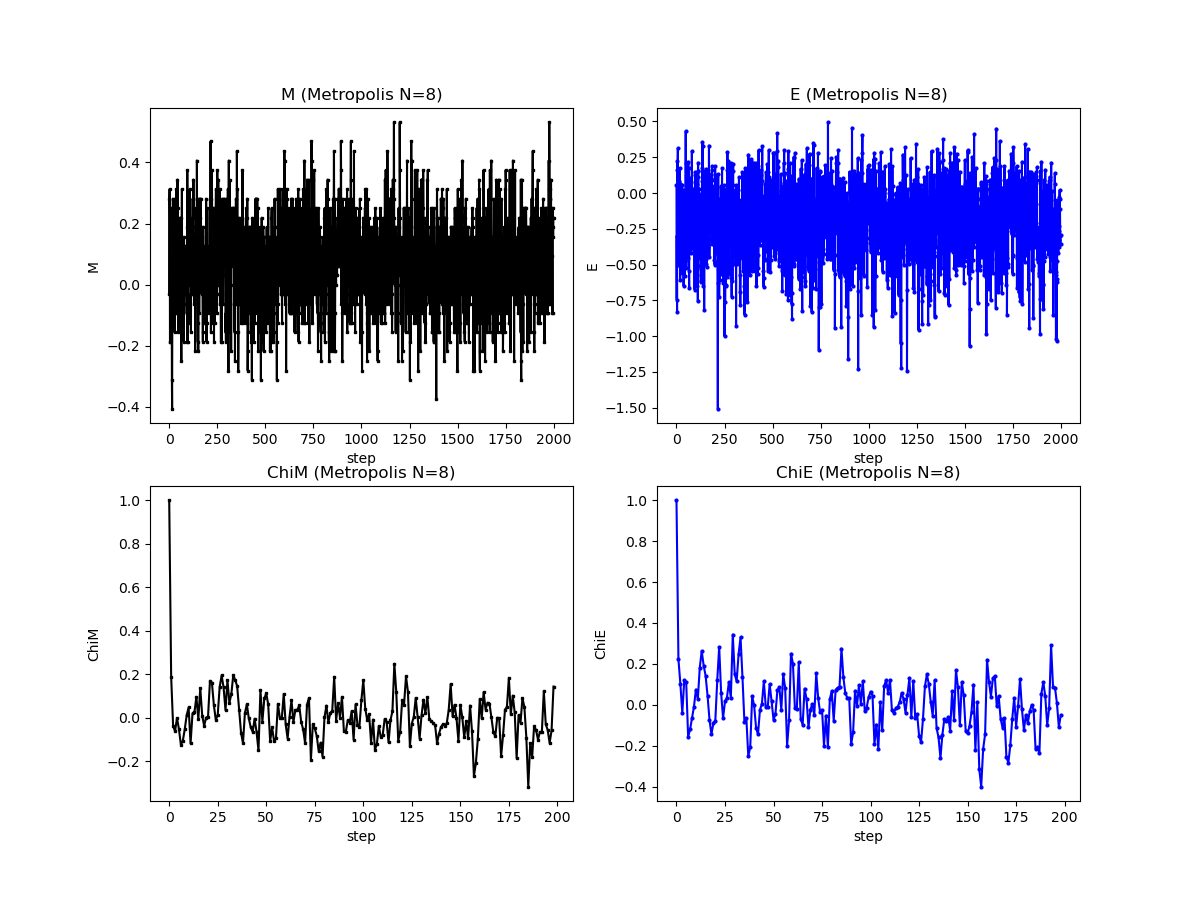 M (Metropolis N=8)
M
0.4
0.2
0.0
−0.2
−0.4
0 250 500 750 1000 1250 1500 1750 2000
step
E (Metropolis N=8)
E
0.50
0.25
0.00
−0.25
−0.50
−0.75
−1.00
−1.25
−1.50
0 250 500 750 1000 1250 1500 1750 2000
step
ChiM (Metropolis N=8)
ChiM
1.0
0.8
0.6
0.4
0.2
0.0
−0.2
0 25 50 75 100 125 150 175 200
step
ChiE (Metropolis N=8)
ChiE
1.0
0.8
0.6
0.4
0.2
0.0
−0.2
−0.4
0 25 50 75 100 125 150 175 200
step